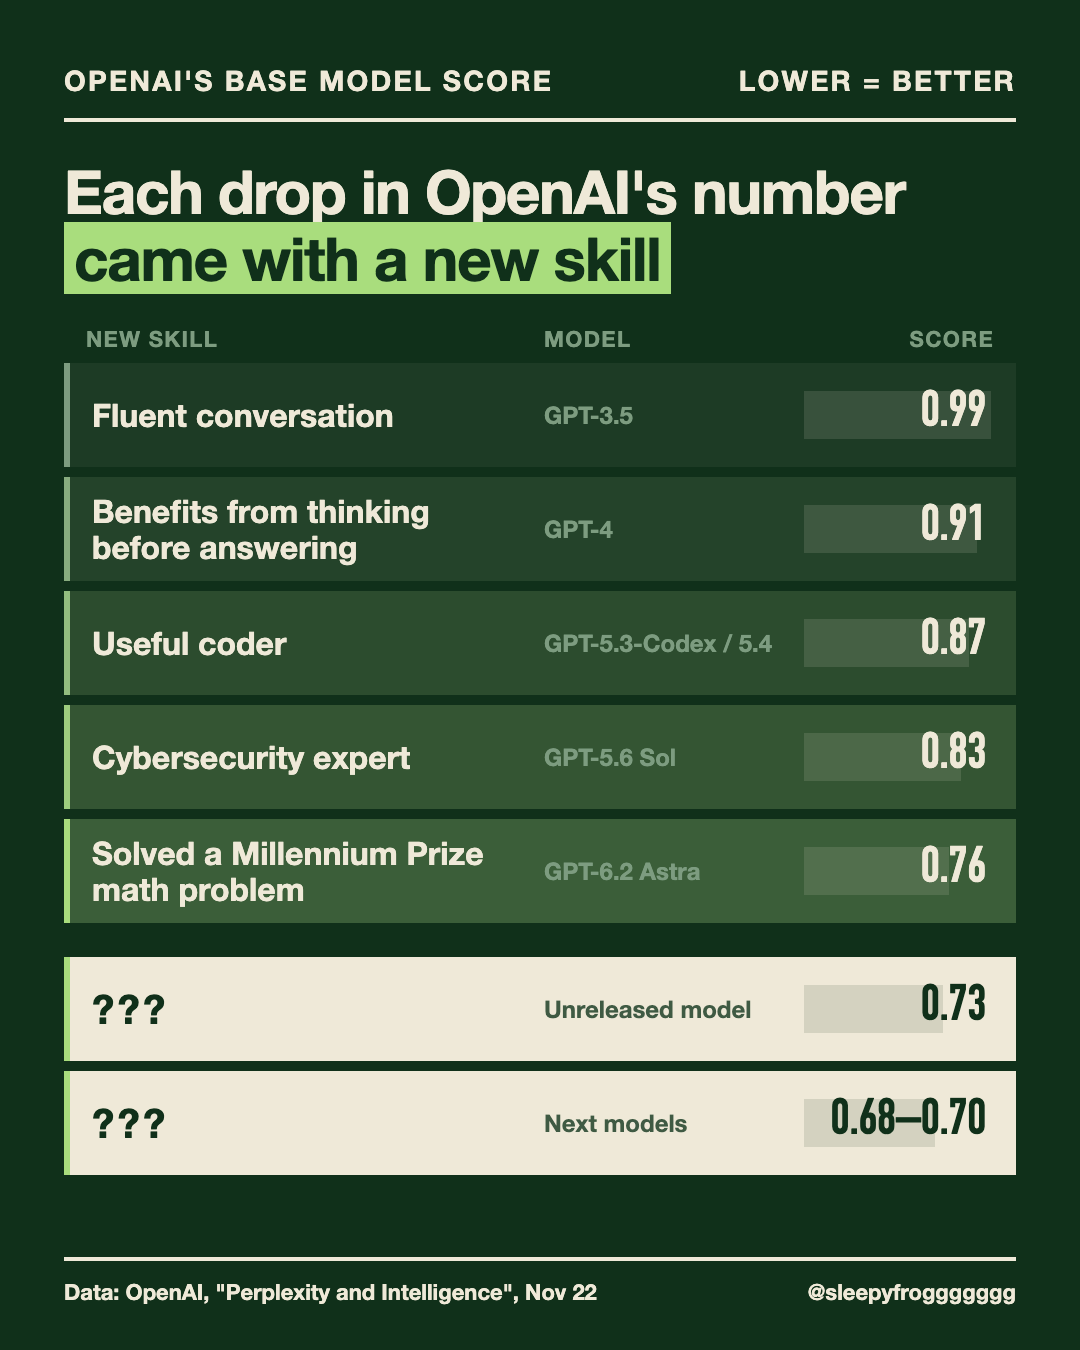 OPENAI'S BASE MODEL SCORE
LOWER = BETTER
Each drop in OpenAI's number
came with a new skill
NEW SKILL MODEL SCORE
Fluent conversation GPT-3.5 0.99
Benefits from thinking
before answering
GPT-4 0.91
Useful coder GPT-5.3-Codex / 5.4 0.87
Cybersecurity expert GPT-5.6 Sol 0.83
Solved a Millennium Prize
math problem
GPT-6.2 Astra 0.76
??? Unreleased model 0.73
??? Next models 0.68–0.70
Data: OpenAI, "Perplexity and Intelligence", Nov 22
@sleepyfrogggggggg